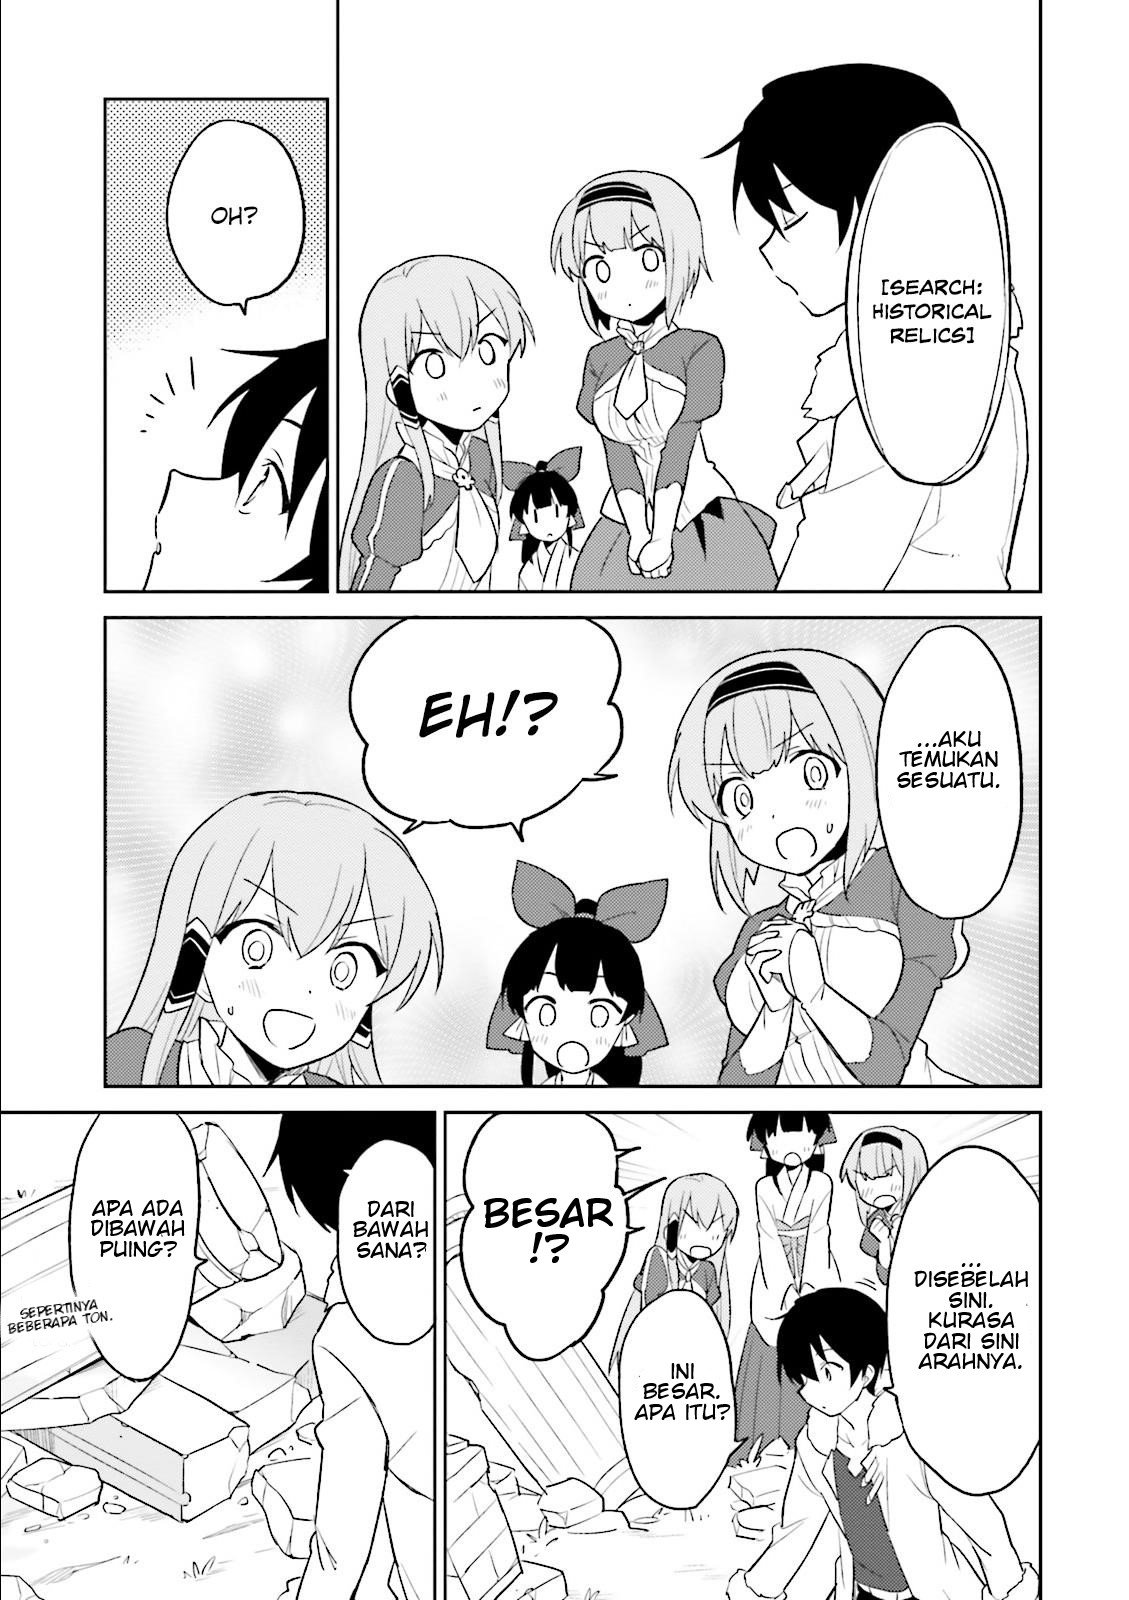 [SEARCH:
HISTORICAL
RELICS]
OH?
...AKU
TEMUKAN
SESUATU.
EH!?
...
DISEBELAH
SINI.
KURASA
DARI SINI
ARAHNYA.
INI
BESAR.
APA ITU?
BESAR
!?
DARI
BAWAH
SANA?
APA ADA
DIBAWAH
PUING?
SEPERTINYA
BEBERAPA TON.